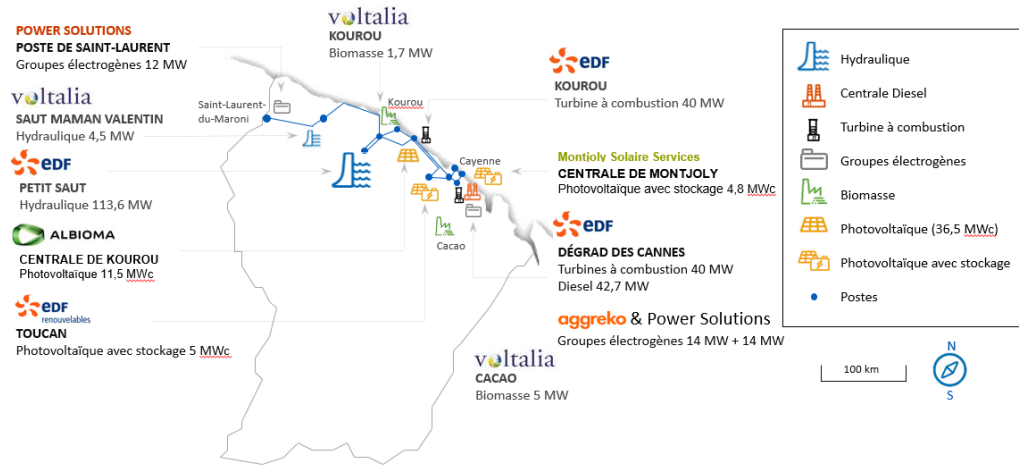 POWER SOLUTIONS
POSTE DE SAINT-LAURENT
Groupes électrogènes 12 MW
voltalia
SAUT MAMAN VALENTIN
Hydraulique 4,5 MW
eDF
PETIT SAUT
Hydraulique 113,6 MW
ALBIOMA
CENTRALE DE KOUROU
Photovoltaïque 11,5 MWc
eDF
renouvelables
TOUCAN
Photovoltaïque avec stockage 5 MWc
voltalia
KOUROU
Biomasse 1,7 MW
Saint-Laurent-
du-Maroni
Kourou
Cayenne
Cacao
eDF
KOUROU
Turbine à combustion 40 MW
Montjoly Solaire Services
CENTRALE DE MONTJOLY
Photovoltaïque avec stockage 4,8 MWc
eDF
DÉGRAD DES CANNES
Turbines à combustion 40 MW
Diesel 42,7 MW
aggreko & Power Solutions
Groupes électrogènes 14 MW + 14 MW
voltalia
CACAO
Biomasse 5 MW
Hydraulique
Centrale Diesel
Turbine à combustion
Groupes électrogènes
Biomasse
Photovoltaïque (36,5 MWc)
Photovoltaïque avec stockage
Postes
100 km
N
S